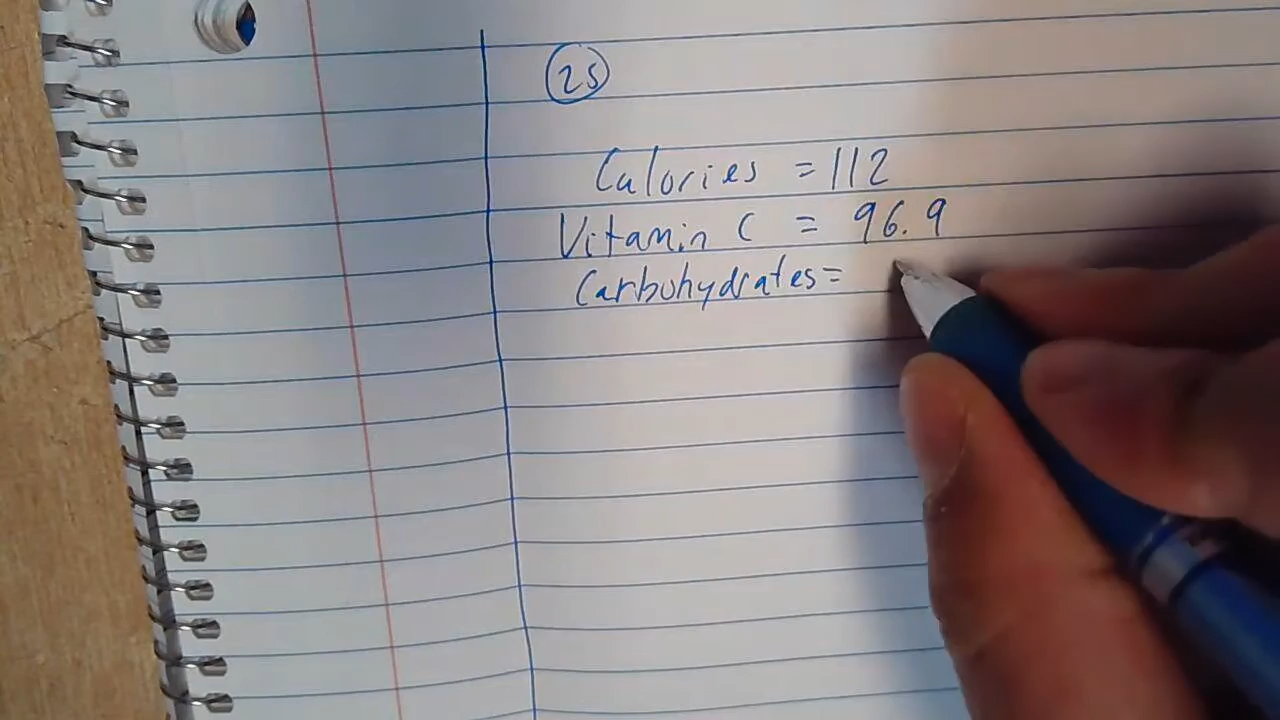 25
Calories = 112
Vitamin C = 96.9
Carbohydrates =